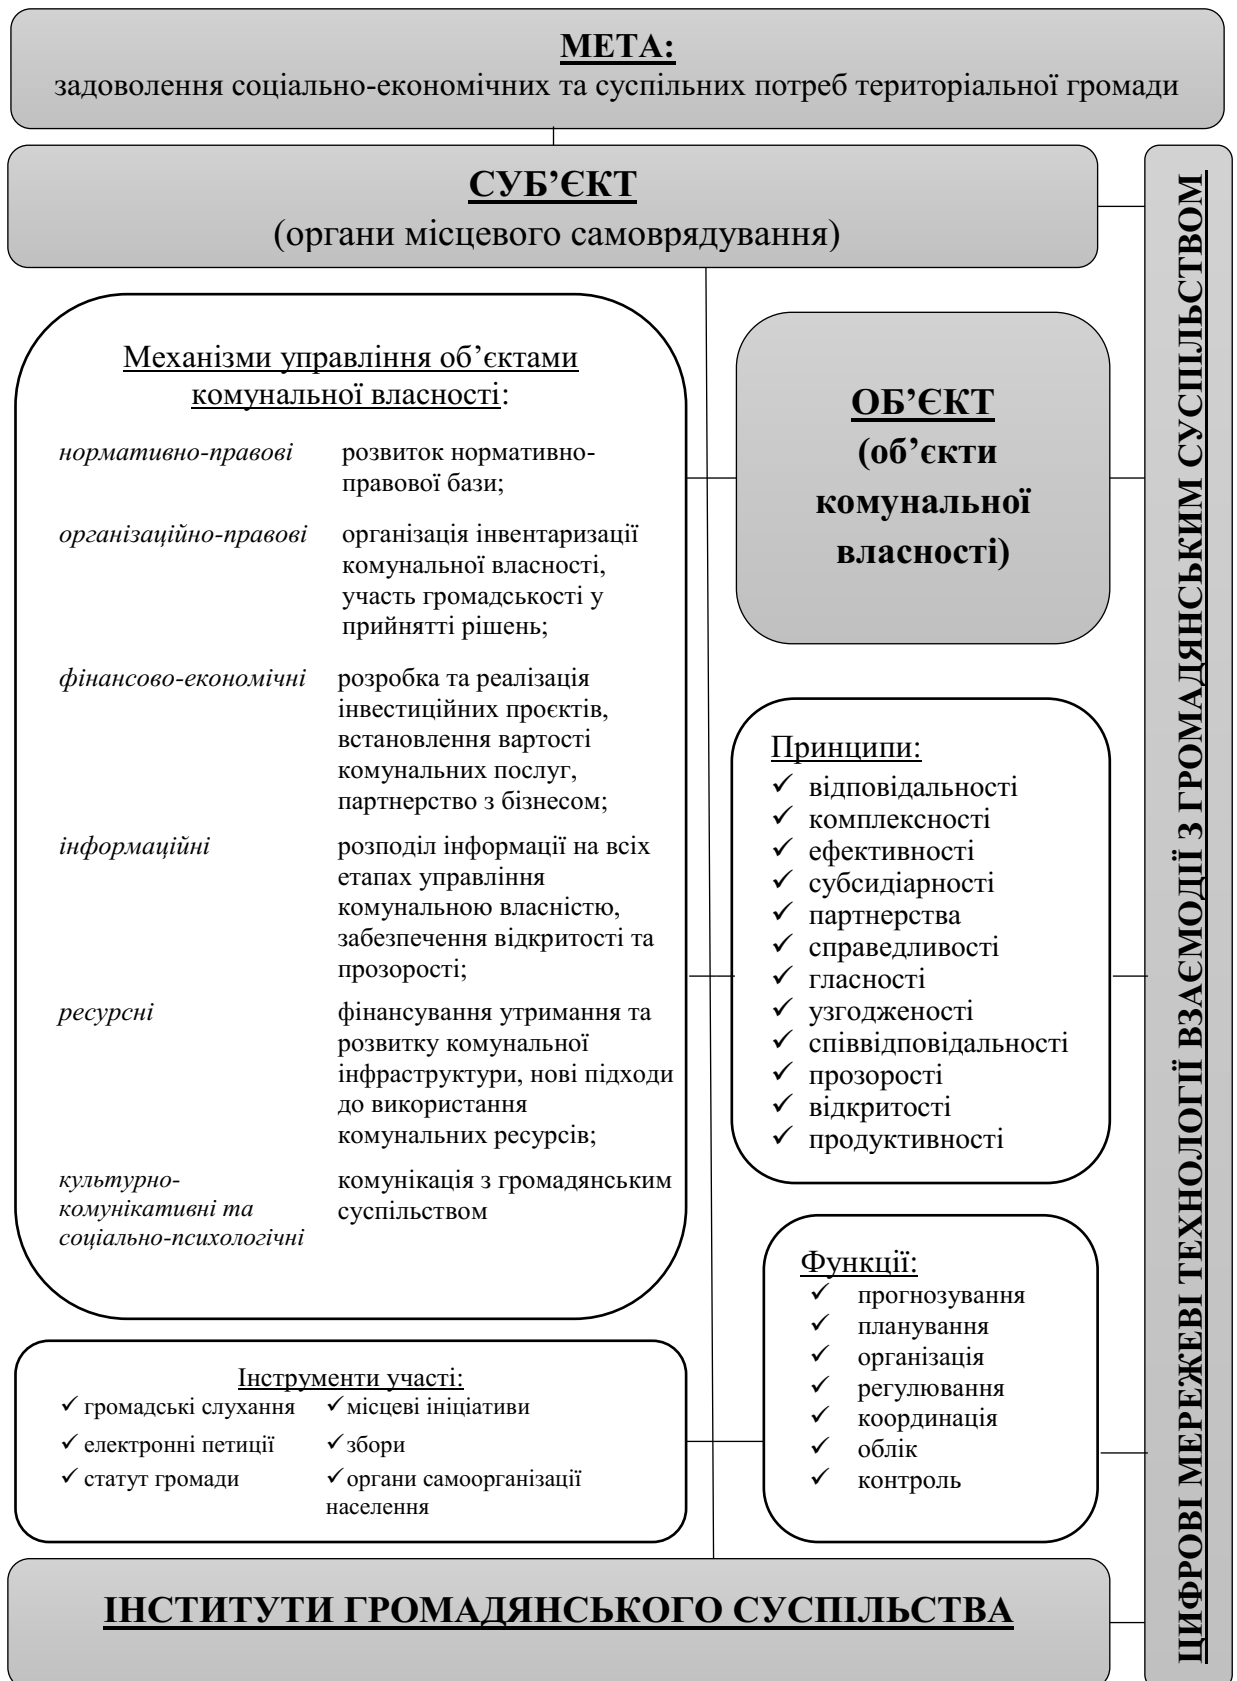 МЕТА:
задоволення соціально-економічних та суспільних потреб територіальної громади
СУБ’ЄКТ
(органи місцевого самоврядування)
Механізми управління об’єктами
комунальної власності:
нормативно-правові
розвиток нормативно-
правової бази;
організаційно-правові
організація інвентаризації
комунальної власності,
участь громадськості у
прийнятті рішень;
фінансово-економічні
розробка та реалізація
інвестиційних проєктів,
встановлення вартості
комунальних послуг,
партнерство з бізнесом;
інформаційні
розподіл інформації на всіх
етапах управління
комунальною власністю,
забезпечення відкритості та
прозорості;
ресурсні
фінансування утримання та
розвитку комунальної
інфраструктури, нові підходи
до використання
комунальних ресурсів;
культурно-
комунікативні та
соціально-психологічні
комунікація з громадянським
суспільством
ОБ’ЄКТ
(об’єкти
комунальної
власності)
Принципи:
✓ відповідальності
✓ комплексності
✓ ефективності
✓ субсидіарності
✓ партнерства
✓ справедливості
✓ гласності
✓ узгодженості
✓ співвідповідальності
✓ прозорості
✓ відкритості
✓ продуктивності
Функції:
✓ прогнозування
✓ планування
✓ організація
✓ регулювання
✓ координація
✓ облік
✓ контроль
Інструменти участі:
✓ громадські слухання
✓ місцеві ініціативи
✓ електронні петиції
✓ збори
✓ статут громади
✓ органи самоорганізації
населення
ІНСТИТУТИ ГРОМАДЯНСЬКОГО СУСПІЛЬСТВА
ЦИФРОВІ МЕРЕЖЕВІ ТЕХНОЛОГІЇ ВЗАЄМОДІЇ З ГРОМАДЯНСЬКИМ СУСПІЛЬСТВОМ